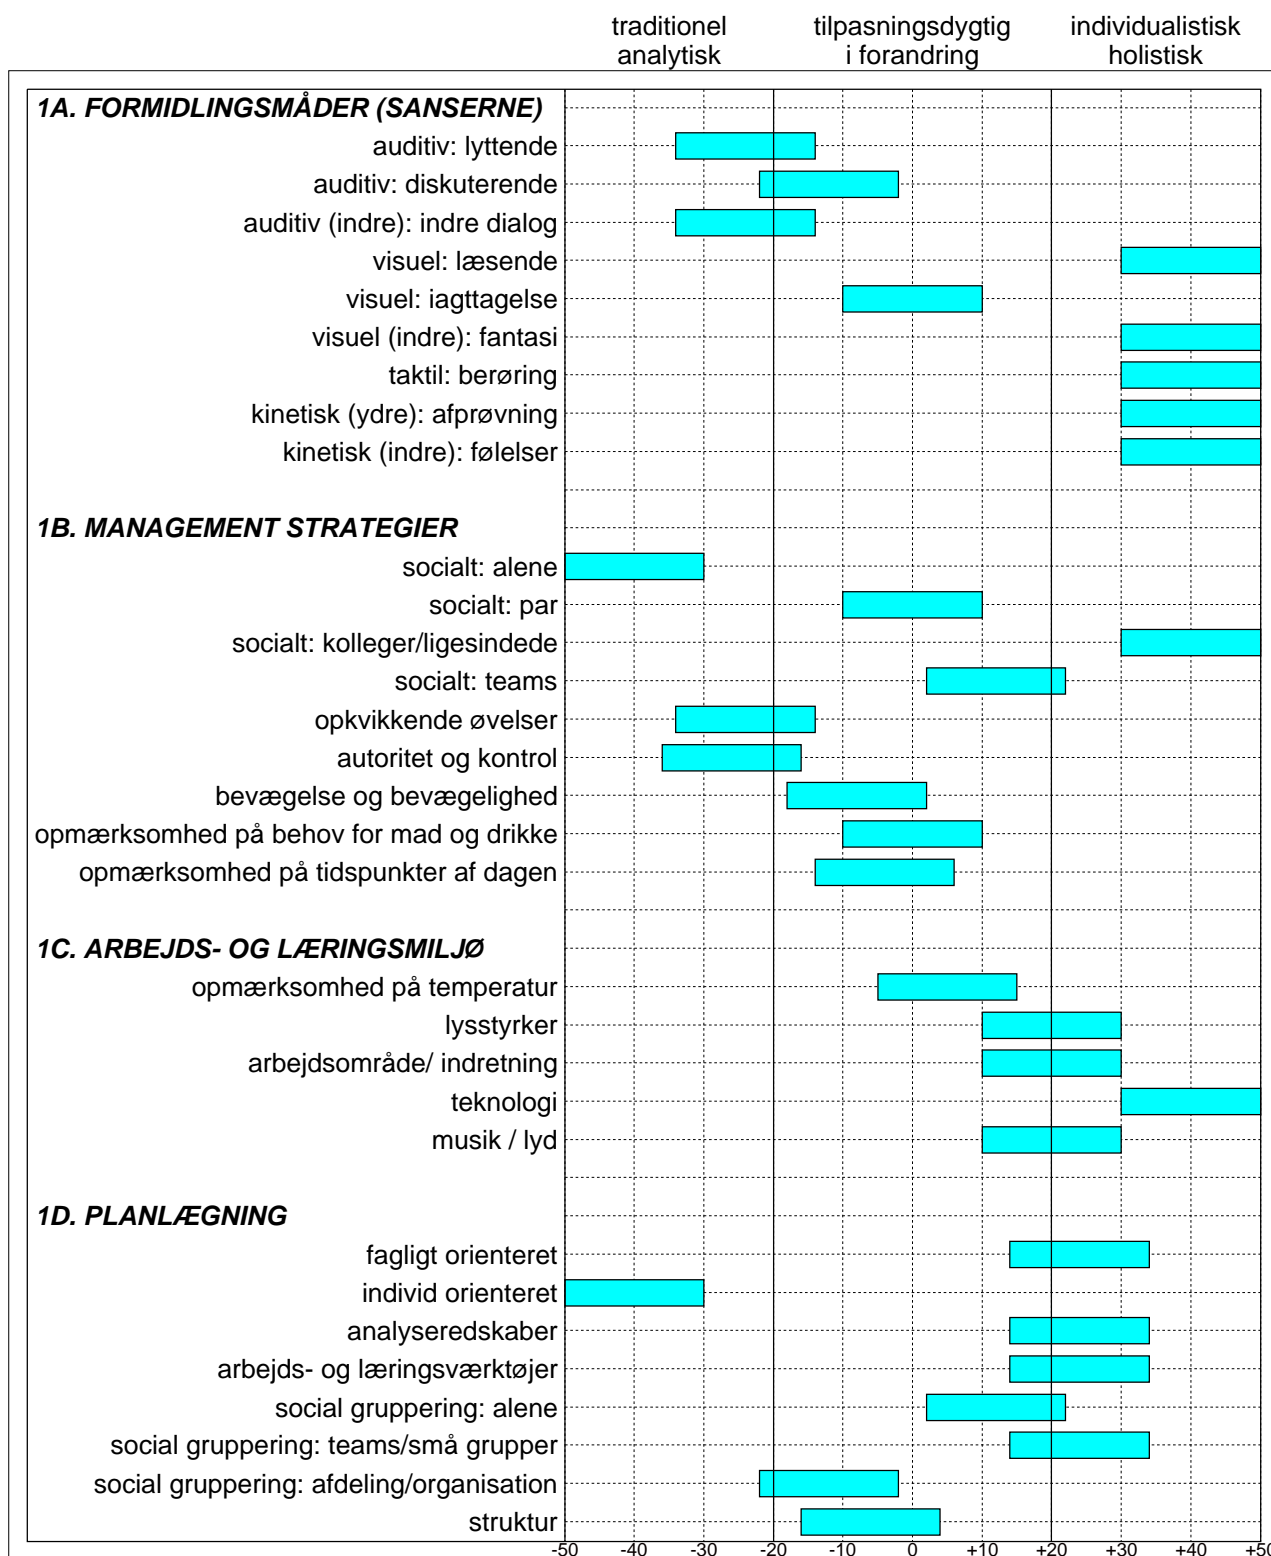 traditionel tilpasningsdygtig individualistisk
analytisk i forandring holistisk
1A. FORMIDLINGSMÅDER (SANSERNE)
auditiv: lyttende
auditiv: diskuterende
auditiv (indre): indre dialog
visuel: læsende
visuel: iagttagelse
visuel (indre): fantasi
taktil: berøring
kinetisk (ydre): afprøvning
kinetisk (indre): følelser
1B. MANAGEMENT STRATEGIER
socialt: alene
socialt: par
socialt: kolleger/ligesindede
socialt: teams
opkvikkende øvelser
autoritet og kontrol
bevægelse og bevægelighed
opmærksomhed på behov for mad og drikke
opmærksomhed på tidspunkter af dagen
1C. ARBEJDS- OG LÆRINGSMILJØ
opmærksomhed på temperatur
lysstyrker
arbejdsområde/ indretning
teknologi
musik / lyd
1D. PLANLÆGNING
fagligt orienteret
individ orienteret
analyseredskaber
arbejds- og læringsværktøjer
social gruppering: alene
social gruppering: teams/små grupper
social gruppering: afdeling/organisation
struktur
-50 -40 -30 -20 -10 0 +10 +20 +30 +40 +50